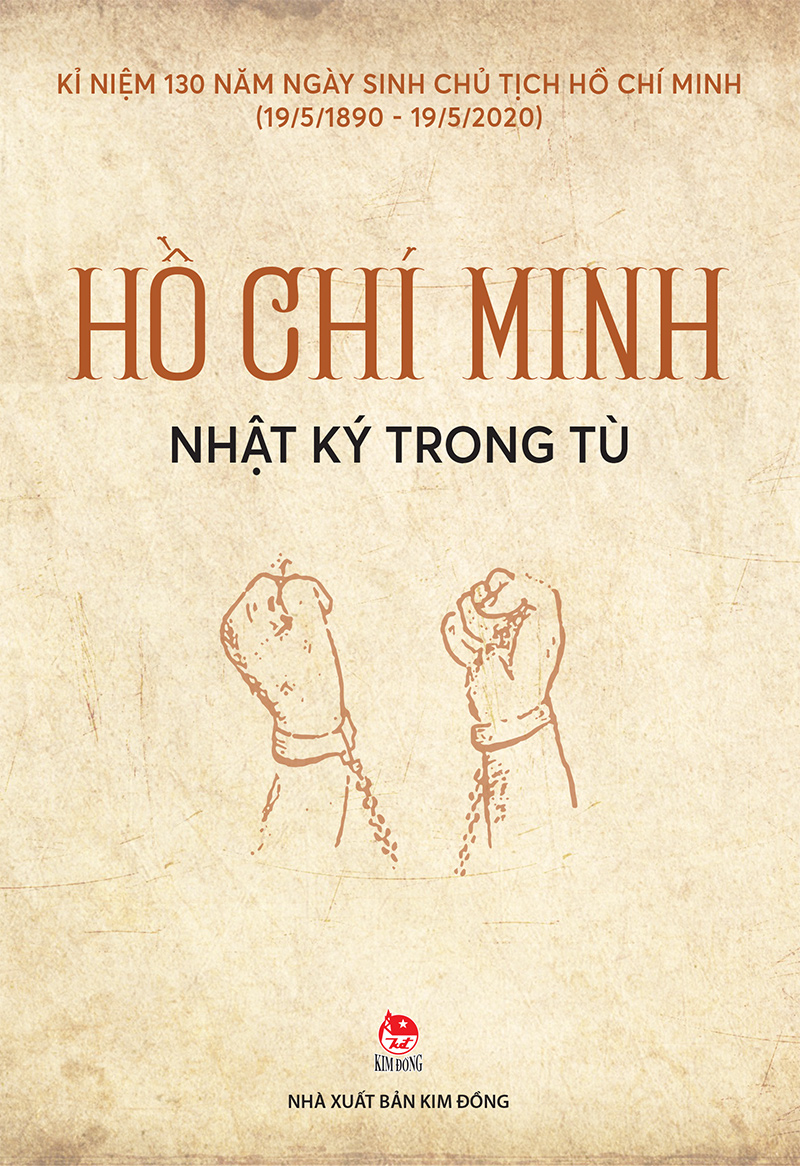 KỈ NIỆM 130 NĂM NGÀY SINH CHỦ TỊCH HỒ CHÍ MINH
(19/5/1890 - 19/5/2020)
HỒ CHÍ MINH
NHẬT KÝ TRONG TÙ
KIM ĐỒNG
NHÀ XUẤT BẢN KIM ĐỒNG